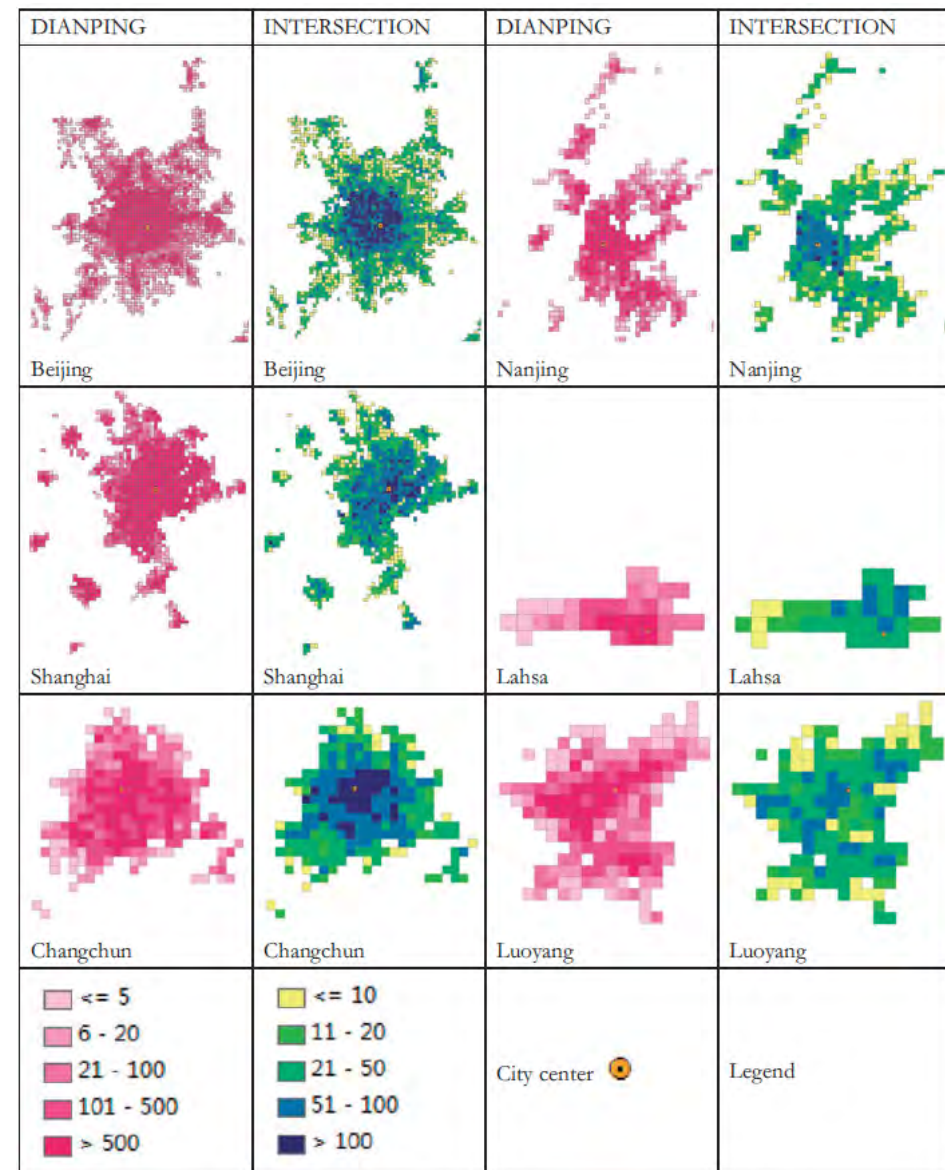 DIANPING INTERSECTION DIANPING INTERSECTION
Beijing Beijing Nanjing Nanjing
Shanghai Shanghai Lahsa Lahsa
Changchun Changchun Luoyang Luoyang
<= 5
6 - 20
21 - 100
101 - 500
> 500
<= 10
11 - 20
21 - 50
51 - 100
> 100
City center
Legend